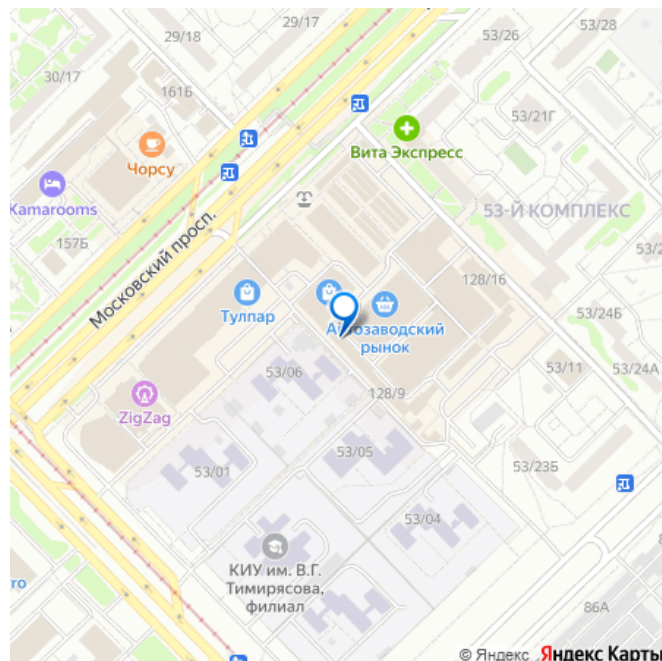 29/18
29/17
53/26
53/28
30/17
161Б
53/21Г
Чорсу
Вита Экспресс
Kamarooms
53-Й КОМПЛЕКС
157Б
Московский просп.
128/16
Тулпар
Автозаводский
рынок
53/24Б
53/06
53/11
53/24А
128/9
ZigZag
53/05
53/01
53/23Б
53/04
КИУ им. В.Г.
Тимирясова,
филиал
86А
© Яндекс Яндекс Карты